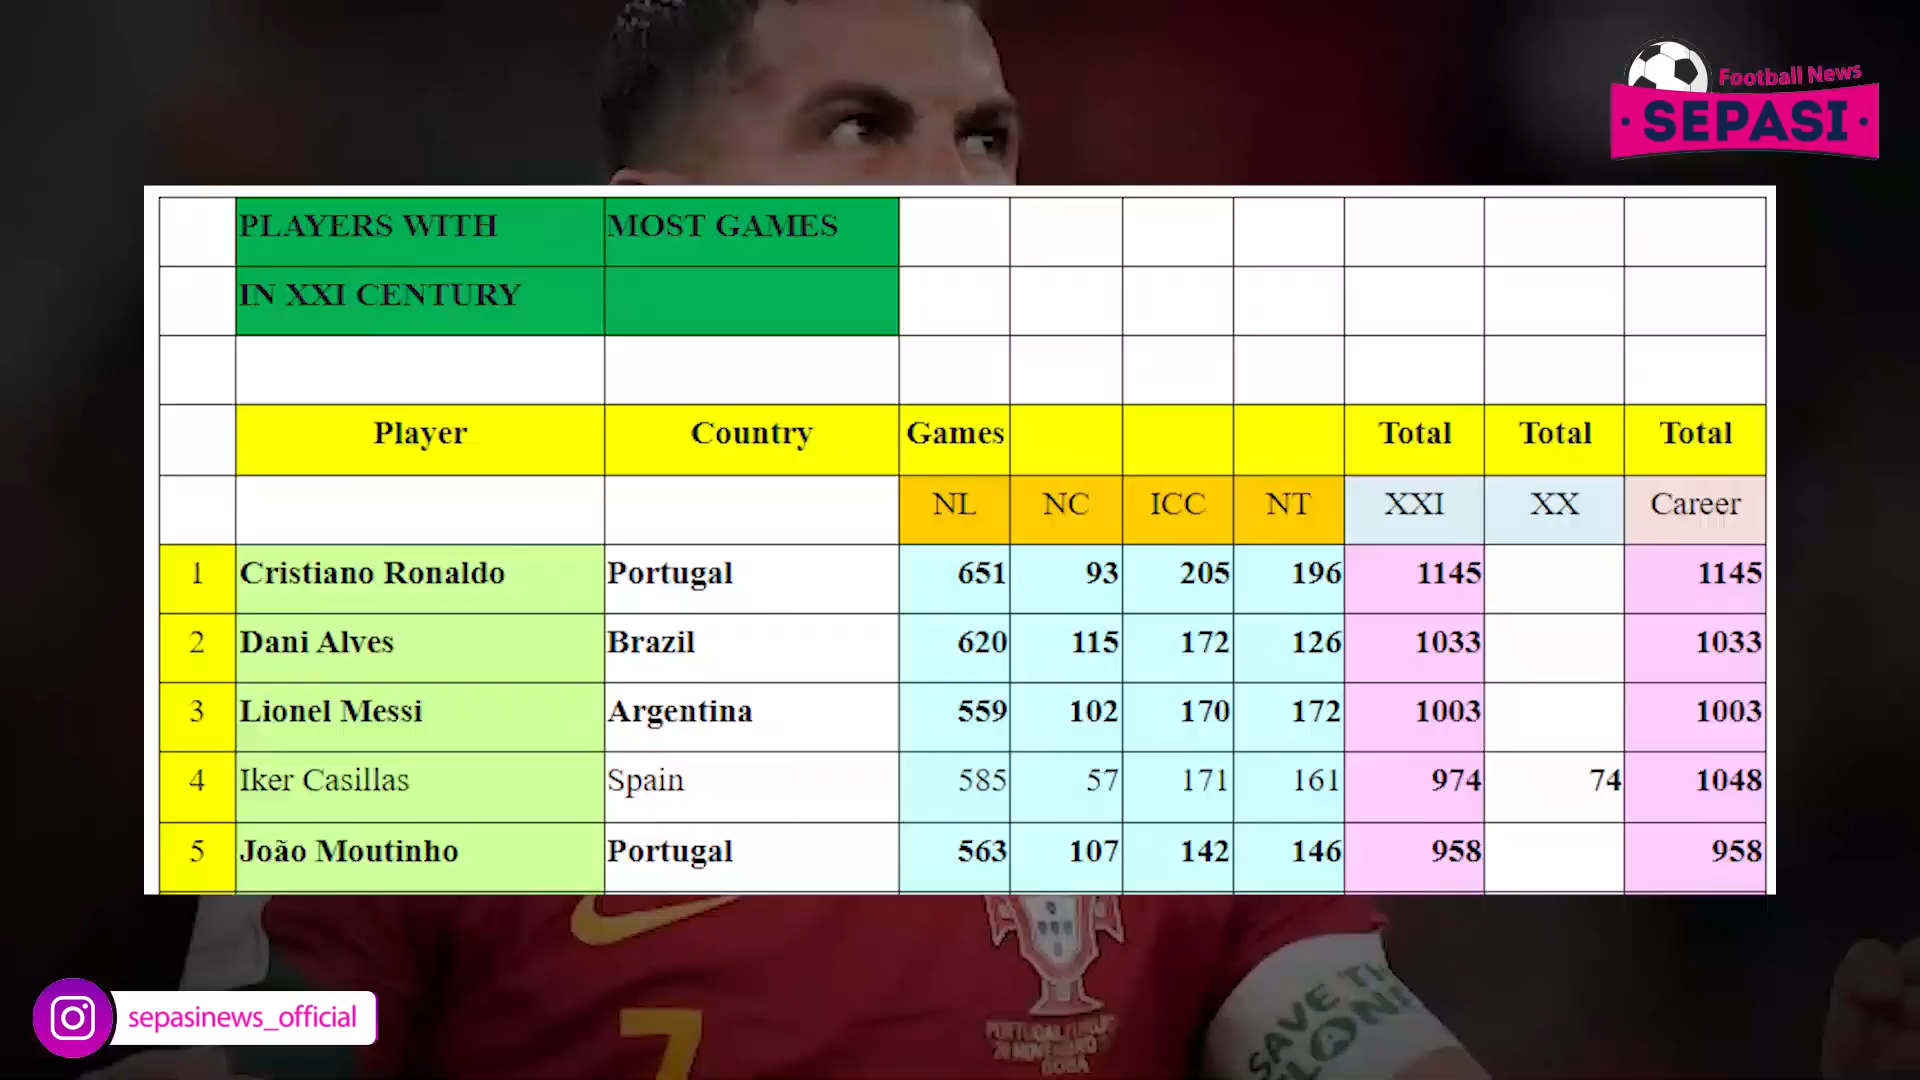 Football News
SEPASI
PLAYERS WITH MOST GAMES
IN XXI CENTURY
Player Country Games Total Total Total
NL NC ICC NT XXI XX Career
1 Cristiano Ronaldo Portugal 651 93 205 196 1145 1145
2 Dani Alves Brazil 620 115 172 126 1033 1033
3 Lionel Messi Argentina 559 102 170 172 1003 1003
4 Iker Casillas Spain 585 57 171 161 974 74 1048
5 João Moutinho Portugal 563 107 142 146 958 958
7
SAVE
sepasinews_official